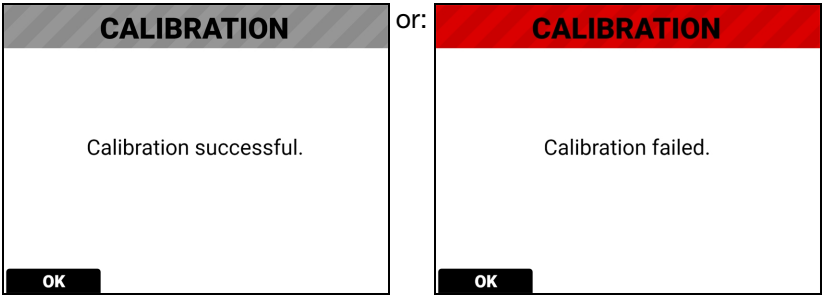 CALIBRATION
Calibration successful.
OK
or:
CALIBRATION
Calibration failed.
OK